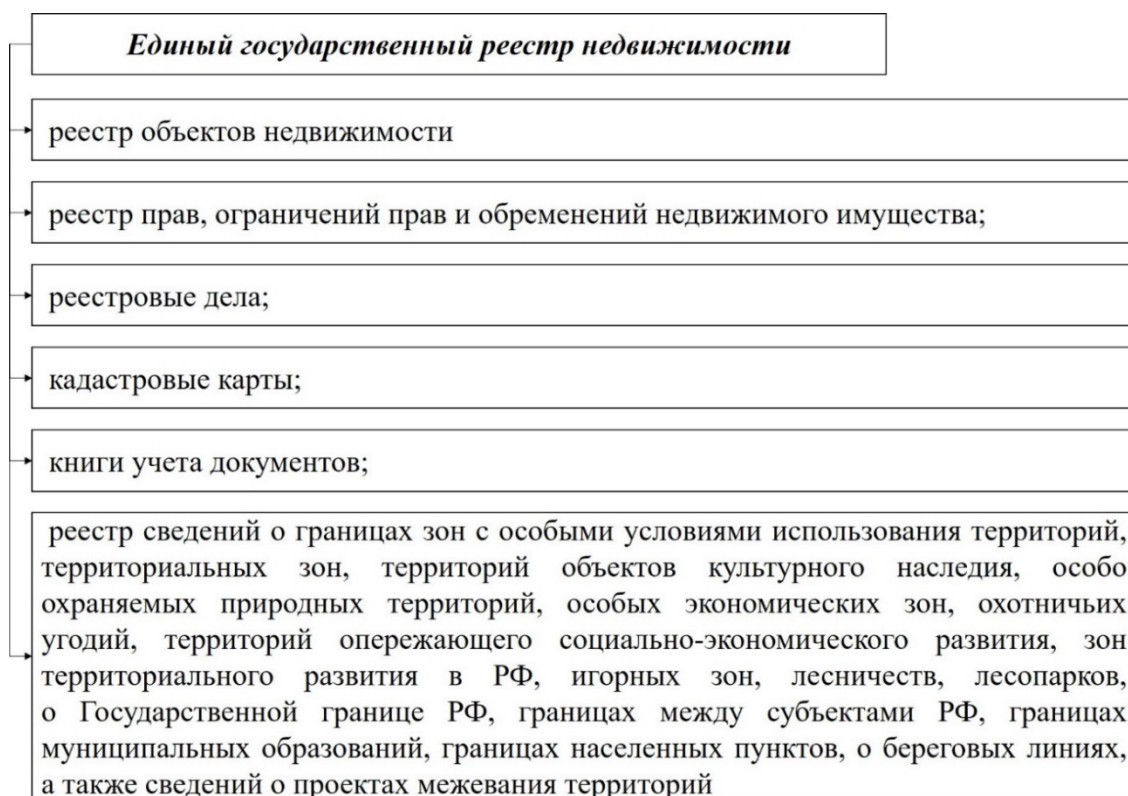 Единый государственный реестр недвижимости
реестр объектов недвижимости
реестр прав, ограничений прав и обременений недвижимого имущества;
реестровые дела;
кадастровые карты;
книги учета документов;
реестр сведений о границах зон с особыми условиями использования территорий,
территориальных зон, территорий объектов культурного наследия, особо
охраняемых природных территорий, особых экономических зон, охотничьих
угодий, территорий опережающего социально-экономического развития, зон
территориального развития в РФ, игорных зон, лесничеств, лесопарков,
о Государственной границе РФ, границах между субъектами РФ, границах
муниципальных образований, границах населенных пунктов, о береговых линиях,
а также сведений о проектах межевания территорий